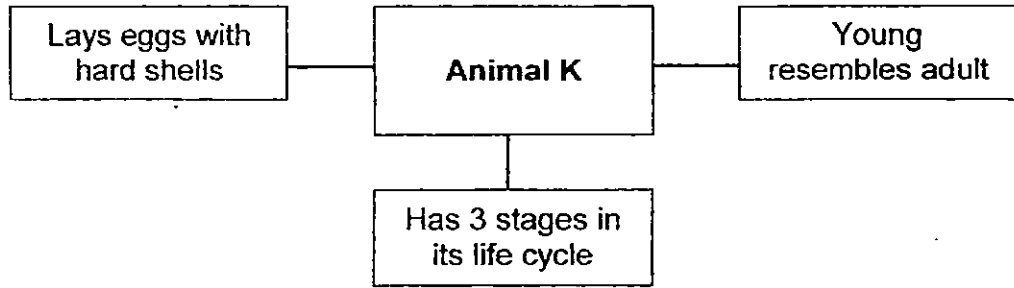 Lays eggs with
hard shells
Animal K
Young
resembles adult
Has 3 stages in
its life cycle